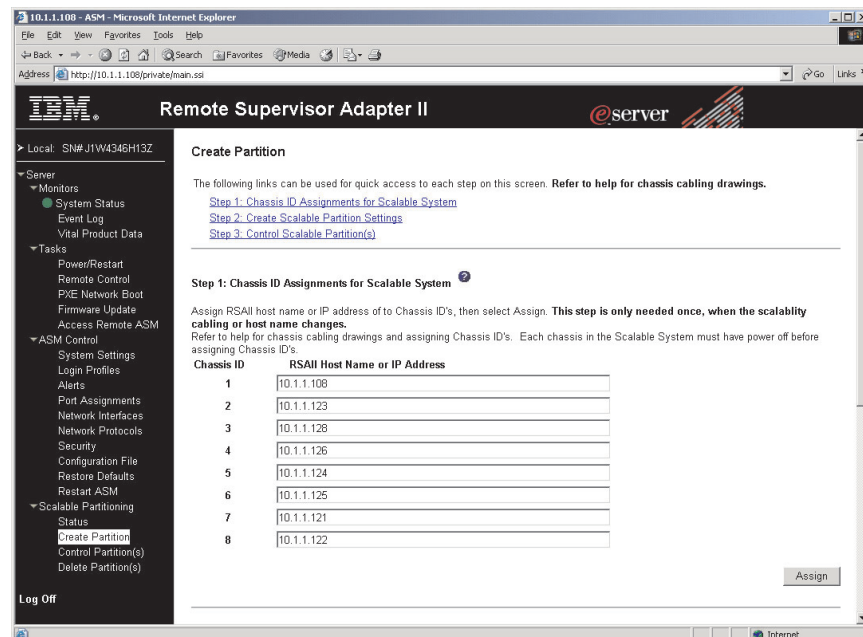 10.1.1.108 - ASM - Microsoft Internet Explorer
File Edit View Favorites Tools Help
Back Search Favorites Media
Address http://10.1.1.108/private/main.ssi Go Links
IBM. Remote Supervisor Adapter II @server
Local: SN# J1W4346H13Z
Server
Monitors
System Status
Event Log
Vital Product Data
Tasks
Power/Restart
Remote Control
PXE Network Boot
Firmware Update
Access Remote ASM
ASM Control
System Settings
Login Profiles
Alerts
Port Assignments
Network Interfaces
Network Protocols
Security
Configuration File
Restore Defaults
Restart ASM
Scalable Partitioning
Status
Create Partition
Control Partition(s)
Delete Partition(s)
Log Off
Create Partition
The following links can be used for quick access to each step on this screen. Refer to help for chassis cabling drawings.
Step 1: Chassis ID Assignments for Scalable System
Step 2: Create Scalable Partition Settings
Step 3: Control Scalable Partition(s)
Step 1: Chassis ID Assignments for Scalable System ?
Assign RSAII host name or IP address of to Chassis ID's, then select Assign. This step is only needed once, when the scalablity
cabling or host name changes.
Refer to help for chassis cabling drawings and assigning Chassis ID's. Each chassis in the Scalable System must have power off before
assigning Chassis ID's.
Chassis ID RSAII Host Name or IP Address
1 10.1.1.108
2 10.1.1.123
3 10.1.1.128
4 10.1.1.126
5 10.1.1.124
6 10.1.1.125
7 10.1.1.121
8 10.1.1.122
Assign
Internet